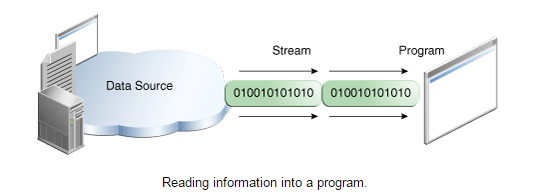 Stream
Program
Data Source
010010101010
010010101010
Reading information into a program.